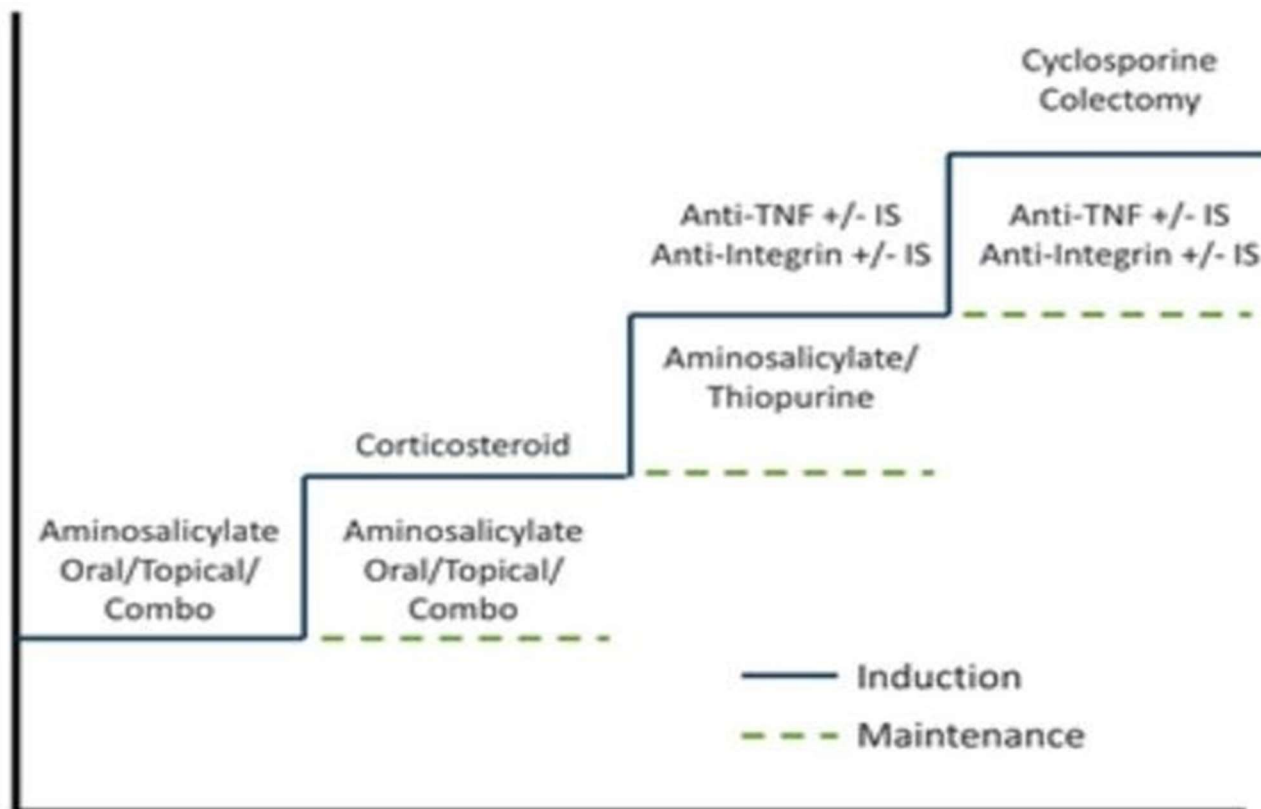 Cyclosporine
Colectomy
Anti-TNF +/- IS
Anti-Integrin +/- IS
Anti-TNF +/- IS
Anti-Integrin +/- IS
Aminosalicylate/
Thiopurine
Corticosteroid
Aminosalicylate
Oral/Topical/
Combo
Aminosalicylate
Oral/Topical/
Combo
Induction
Maintenance